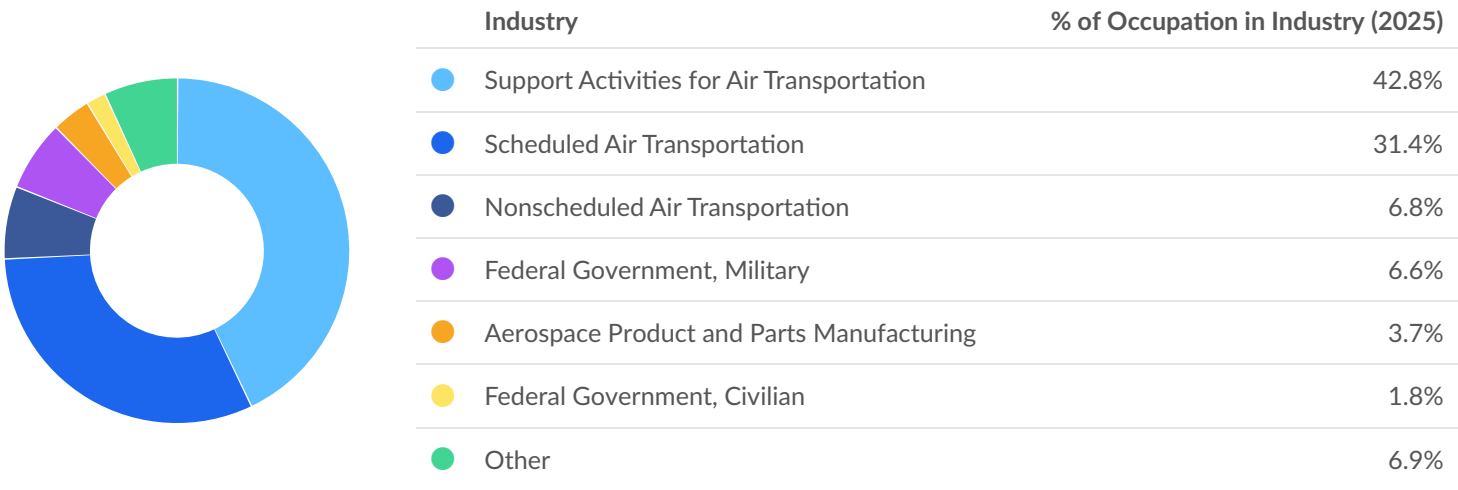 Industry % of Occupation in Industry (2025)
Support Activities for Air Transportation 42.8%
Scheduled Air Transportation 31.4%
Nonscheduled Air Transportation 6.8%
Federal Government, Military 6.6%
Aerospace Product and Parts Manufacturing 3.7%
Federal Government, Civilian 1.8%
Other 6.9%